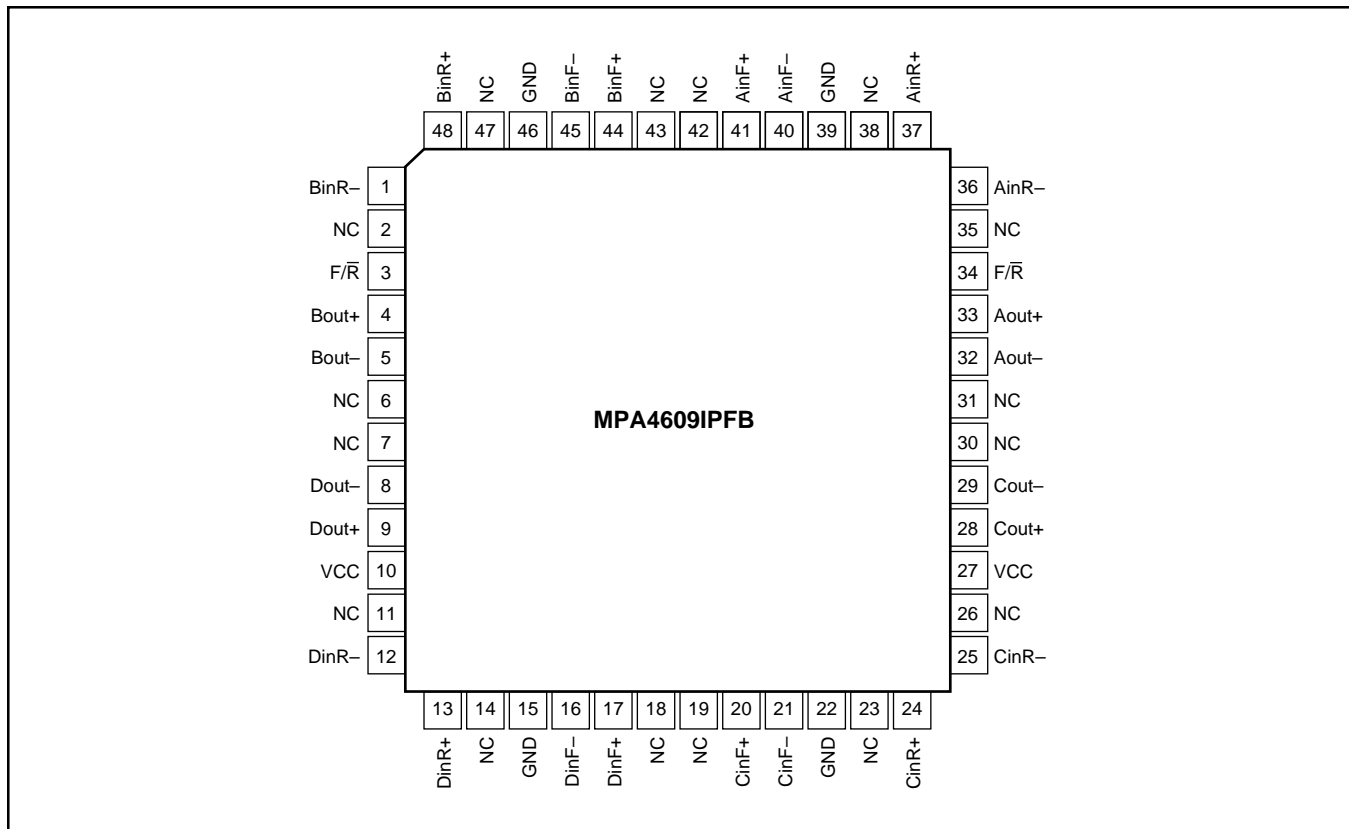 BinR+ NC GND BinF– BinF+ NC NC AinF+ AinF– GND NC AinR+
48 47 46 45 44 43 42 41 40 39 38 37
BinR– 1 36 AinR–
NC 2 35 NC
F/R̅ 3 34 F/R̅
Bout+ 4 33 Aout+
Bout– 5 32 Aout–
NC 6 31 NC
MPA4609IPFB
NC 7 30 NC
Dout– 8 29 Cout–
Dout+ 9 28 Cout+
VCC 10 27 VCC
NC 11 26 NC
DinR– 12 25 CinR–
13 14 15 16 17 18 19 20 21 22 23 24
DinR+ NC GND DinF– DinF+ NC NC CinF+ CinF– GND NC CinR+